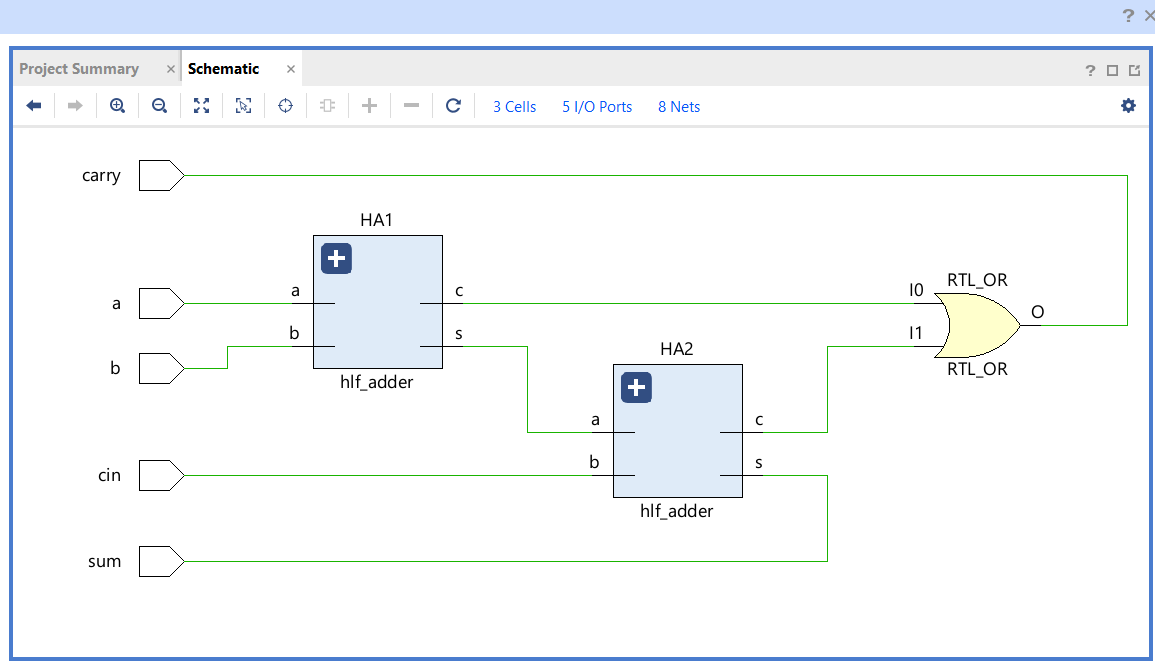 ?
Project Summary × Schematic × ?
3 Cells 5 I/O Ports 8 Nets
carry
HA1
a
a
c
b
b
s
hlf_adder
I0
RTL_OR
I1
O
RTL_OR
HA2
a
c
cin
b
s
hlf_adder
sum